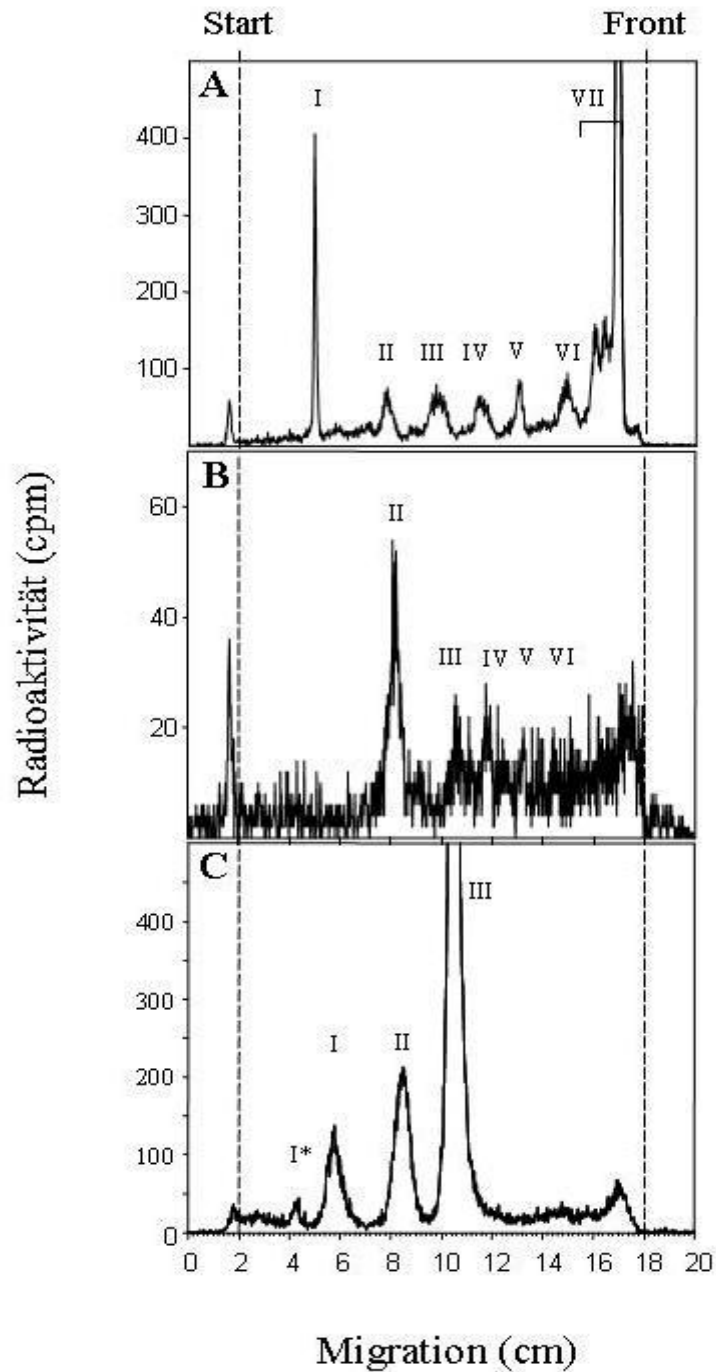 Start Front
A
I
VII
400
300
200
II III IV V VI
100
B
II
60
III IV V VI
40
20
Radioaktivität (cpm)
C
III
400
300
I II
200
I*
100
0
0 2 4 6 8 10 12 14 16 18 20
Migration (cm)